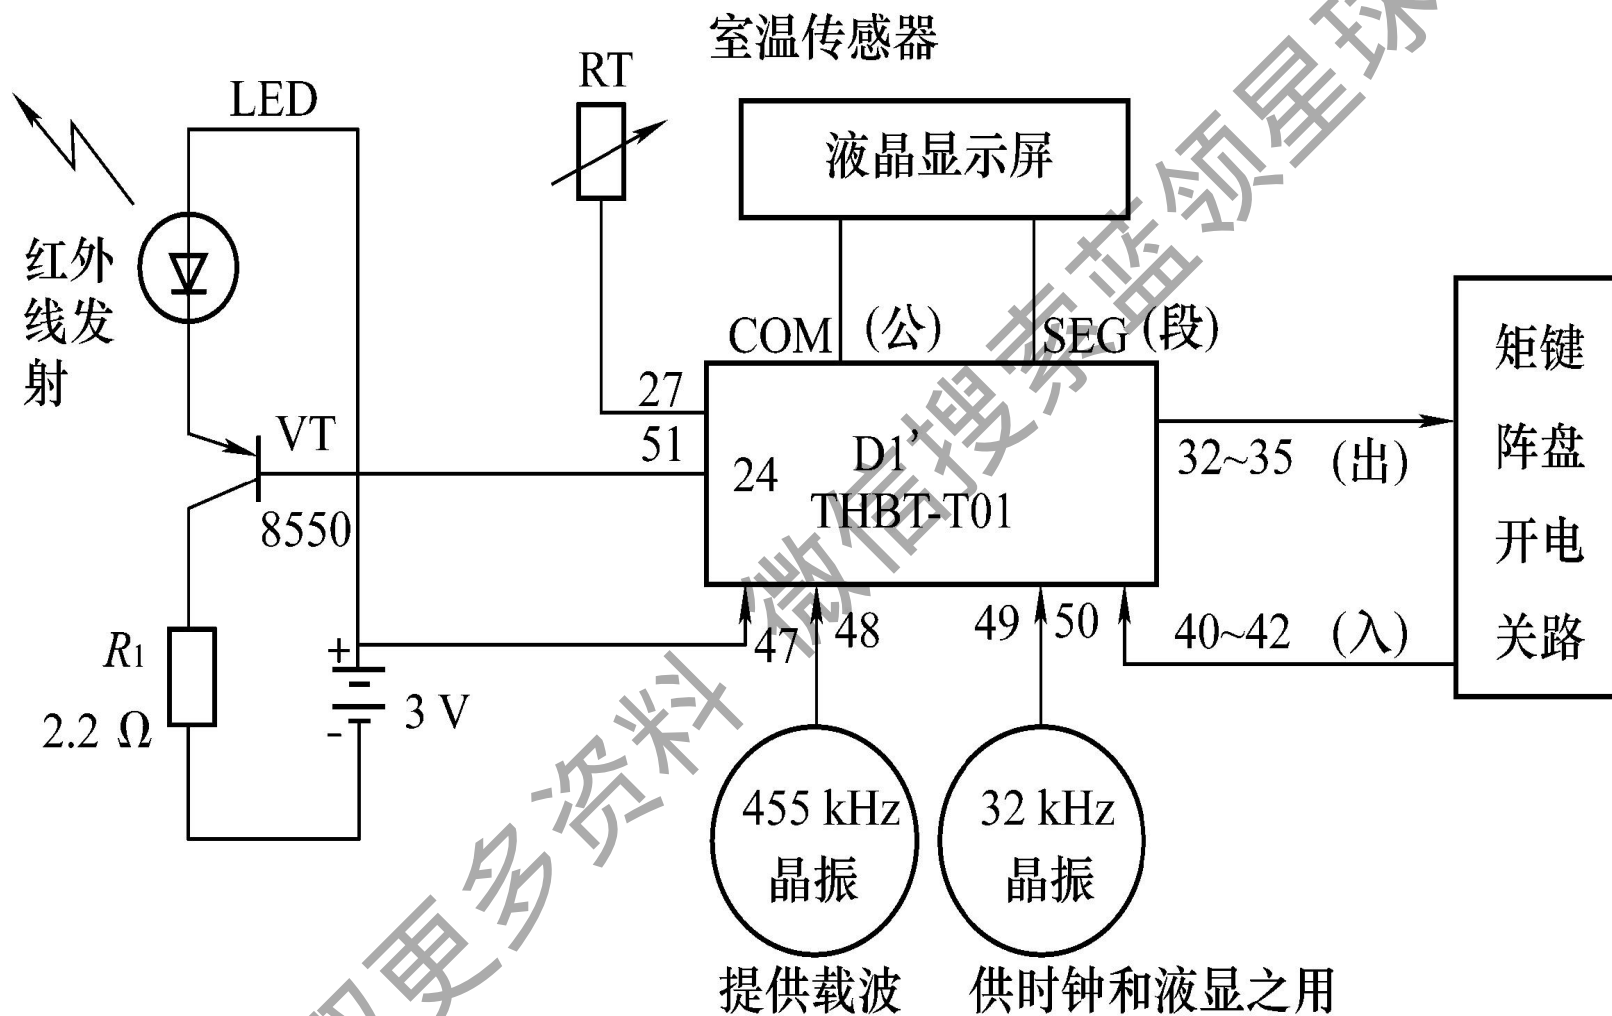 室温传感器
RT
LED
液晶显示屏
红外
线发
射
COM
(公)
SEG
(段)
矩键
阵盘
开电
关路
27
51
VT
24
D1'
THBT-T01
32~35
(出)
8550
47
48
49
50
40~42
(入)
R1
2.2 Ω
+
-
3 V
455 kHz
晶振
32 kHz
晶振
提供载波
供时钟和液显之用
更多资料 微信搜索蓝领星球